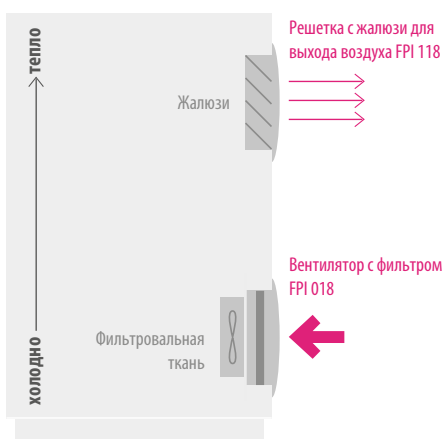 тепло
Решетка с жалюзи для
выхода воздуха FPI 118
Жалюзи
Вентилятор с фильтром
FPI 018
Фильтровальная
ткань
холодно